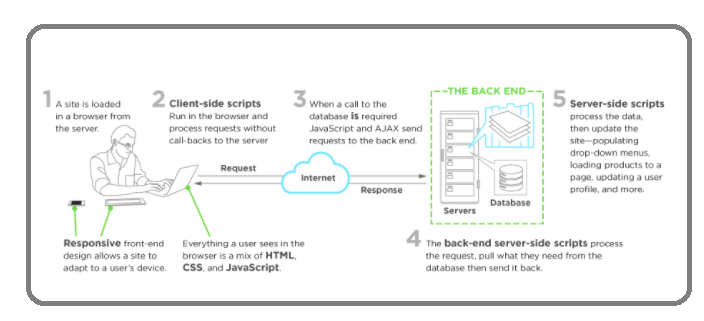 1 A site is loaded
in a browser from
the server.
2 Client-side scripts
Run in the browser and
process requests without
call-backs to the server
3 When a call to the
database is required
JavaScript and AJAX send
requests to the back end.
THE BACK END
5 Server-side scripts
process the data,
then update the
site—populating
drop-down menus,
loading products to a
page, updating a user
profile, and more.
Request
Internet
Response
Servers
Database
Responsive front-end
design allows a site to
adapt to a user's device.
Everything a user sees in the
browser is a mix of HTML,
CSS, and JavaScript.
4 The back-end server-side scripts process
the request, pull what they need from the
database then send it back.